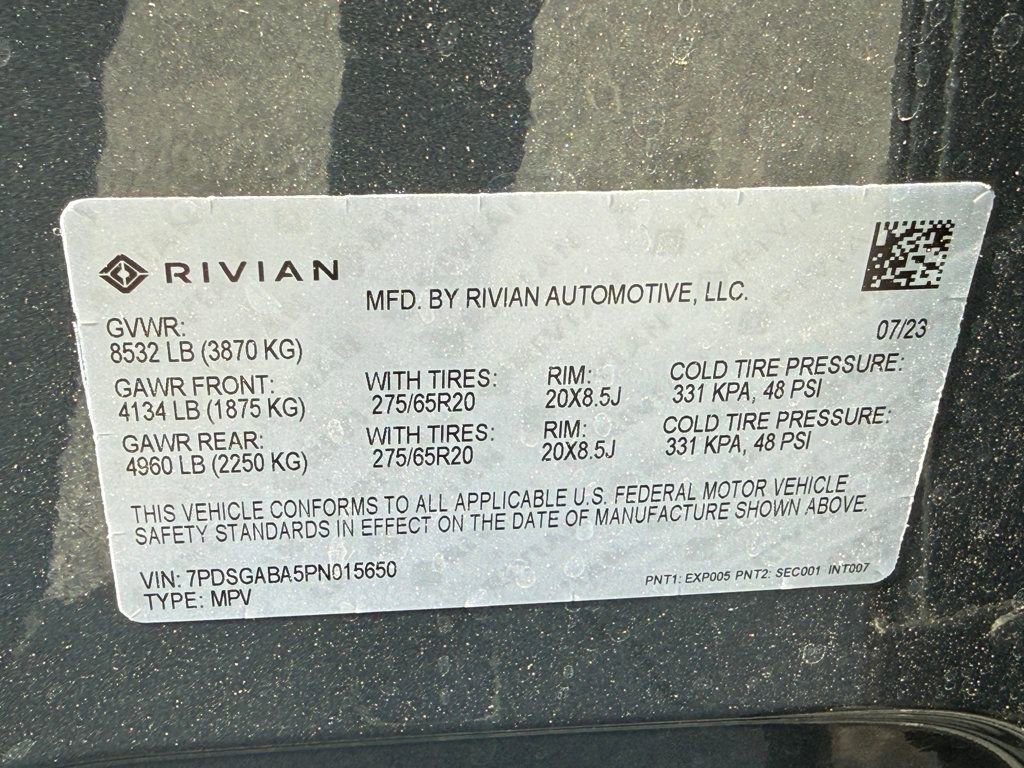 RIVIAN
MFD. BY RIVIAN AUTOMOTIVE, LLC.
07/23
GVWR:
8532 LB (3870 KG)
GAWR FRONT: WITH TIRES: RIM: COLD TIRE PRESSURE:
4134 LB (1875 KG) 275/65R20 20X8.5J 331 KPA, 48 PSI
GAWR REAR: WITH TIRES: RIM: COLD TIRE PRESSURE:
4960 LB (2250 KG) 275/65R20 20X8.5J 331 KPA, 48 PSI
THIS VEHICLE CONFORMS TO ALL APPLICABLE U.S. FEDERAL MOTOR VEHICLE
SAFETY STANDARDS IN EFFECT ON THE DATE OF MANUFACTURE SHOWN ABOVE.
VIN: 7PDSGABA5PN015650
TYPE: MPV
PNT1: EXP005 PNT2: SEC001 INT007